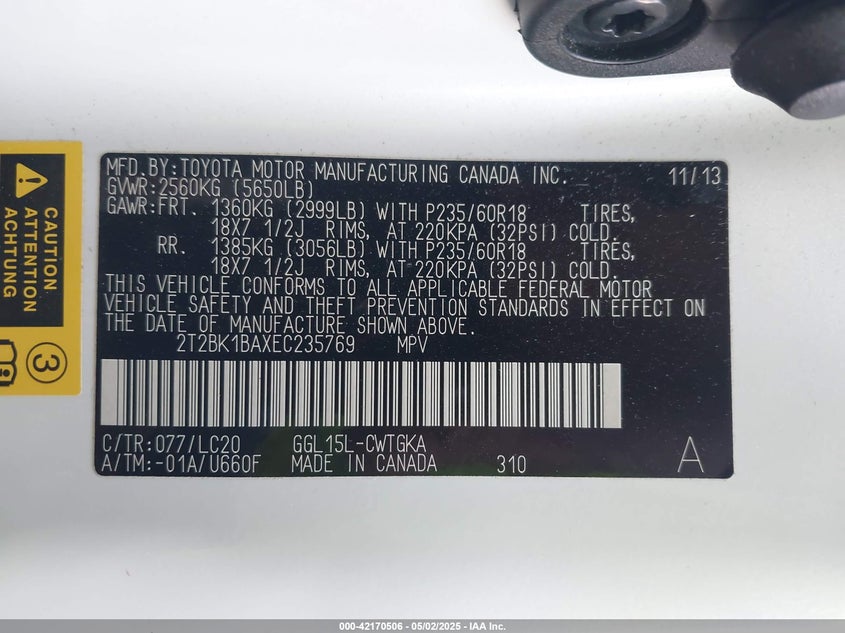 MFD.BY:TOYOTA MOTOR MANUFACTURING CANADA INC. 11/13
GVWR:2560KG (5650LB)
GAWR:FRT. 1360KG (2999LB) WITH P235/60R18 TIRES,
18X7 1/2J RIMS, AT 220KPA (32PSI) COLD.
RR. 1385KG (3056LB) WITH P235/60R18 TIRES,
18X7 1/2J RIMS, AT 220KPA (32PSI) COLD.
THIS VEHICLE CONFORMS TO ALL APPLICABLE FEDERAL MOTOR
VEHICLE SAFETY AND THEFT PREVENTION STANDARDS IN EFFECT ON
THE DATE OF MANUFACTURE SHOWN ABOVE.
2T2BK1BAXEC235769 MPV
C/TR:077/LC20 GGL15L-CWTGKA
A/TM:-01A/U660F MADE IN CANADA 310 A
CAUTION
ATTENTION
ACHTUNG
3
000-42170506 - 05/02/2025 - IAA Inc.